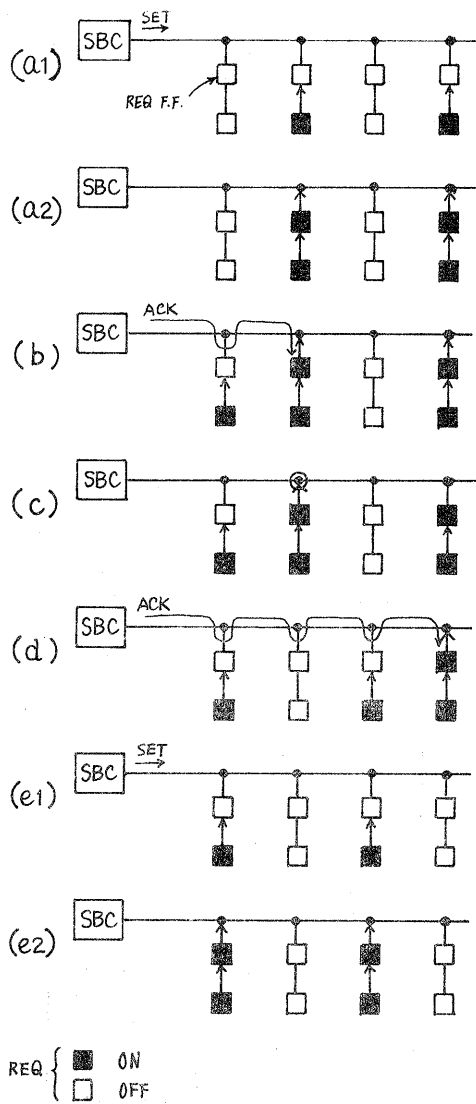 SET
SBC
(a1)
REQ F.F.
SBC
(a2)
ACK
SBC
(b)
SBC
(c)
ACK
SBC
(d)
SET
SBC
(e1)
SBC
(e2)
REQ { ON
OFF